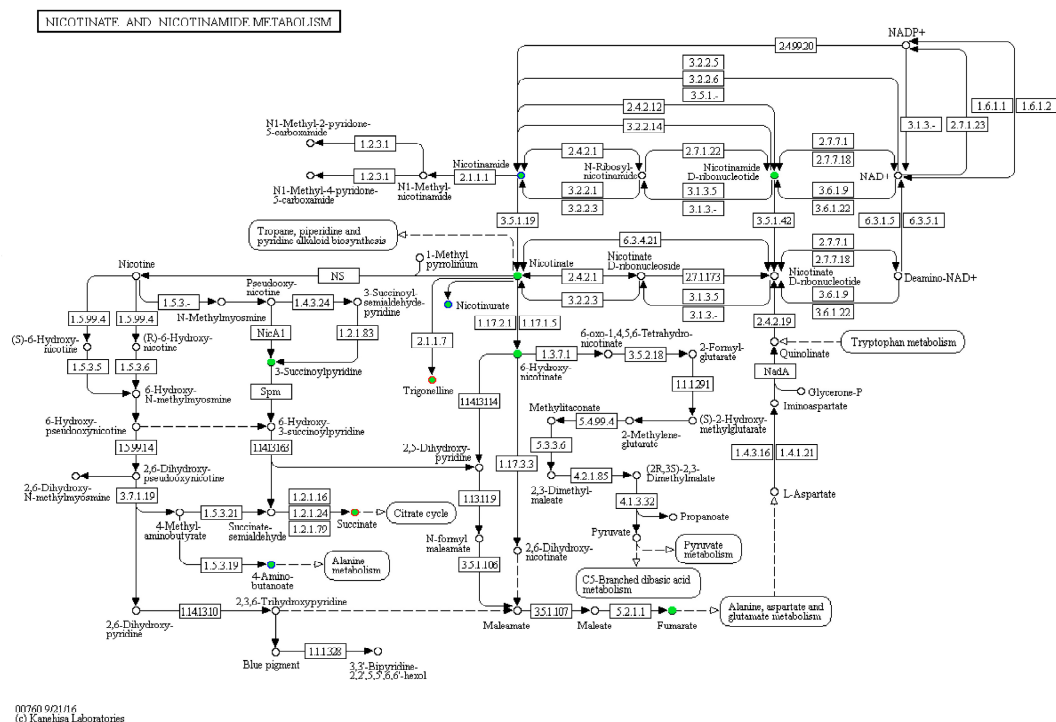 NICOTINATE AND NICOTINAMIDE METABOLISM
NADP+
2.4.99.20
3.2.2.5
3.2.2.6
3.5.1.-
1.6.1.1
1.6.1.2
2.4.2.12
3.1.3.-
2.7.1.23
3.2.2.14
N1-Methyl-2-pyridone-
5-carboxamide
1.2.3.1
2.4.2.1
2.7.1.22
2.7.7.1
2.7.7.18
Nicotinamide
N-Ribosyl-
nicotinamide
Nicotinamide
D-ribonucleotide
NAD+
1.2.3.1
2.1.1.1
N1-Methyl-4-pyridone-
5-carboxamide
N1-Methyl-
nicotinamide
3.2.2.1
3.2.2.3
3.1.3.5
3.1.3.-
3.6.1.9
3.6.1.22
3.5.1.19
3.5.1.42
6.3.1.5
6.3.5.1
Tropane, piperidine and
pyridine alkaloid biosynthesis
6.3.4.21
2.7.7.1
2.7.7.18
1-Methyl
pyrrolinium
Nicotinate
Nicotinate
D-ribonucleoside
Nicotine
NS
2.4.2.1
2.7.1.173
Nicotinate
D-ribonucleotide
Deamino-NAD+
Pseudooxy-
nicotine
3-Succinoyl-
semialdehyde-
pyridine
1.5.3.-
1.4.3.24
N-Methylmyosmine
Nicotinurate
3.2.2.3
3.1.3.5
3.1.3.-
3.6.1.9
3.6.1.22
1.5.99.4
1.5.99.4
NicA1
1.2.1.83
1.17.2.1
1.17.1.5
2.4.2.19
(S)-6-Hydroxy-
nicotine
(R)-6-Hydroxy-
nicotine
2.1.1.7
6-oxo-1,4,5,6-Tetrahydro-
nicotinate
2-Formyl-
glutarate
Quinolinate
Tryptophan metabolism
1.5.3.5
1.5.3.6
3-Succinoylpyridine
6-Hydroxy-
nicotinate
1.3.7.1
3.5.2.18
NadA
Trigonelline
1.1.1.291
Glycerone-P
6-Hydroxy-
N-methylmyosmine
Spm
1.14.13.114
Iminoaspartate
6-Hydroxy-
pseudooxynicotine
6-Hydroxy-
3-succinoylpyridine
Methylitaconate
5.4.99.4
2-Methylene-
glutarate
(S)-2-Hydroxy-
methylglutarate
1.5.99.14
1.14.13.163
2,5-Dihydroxy-
pyridine
5.3.3.6
1.17.3.3
1.4.3.16
1.4.1.21
2,6-Dihydroxy-
pseudooxynicotine
2,6-Dihydroxy-
N-methylmyosmine
3.7.1.19
4.2.1.85
(2R,3S)-2,3-
Dimethylmalate
2,3-Dimethyl-
maleate
L-Aspartate
1.13.11.9
4.1.3.32
1.2.1.16
1.2.1.24
1.2.1.79
1.5.3.21
4-Methyl-
aminobutyrate
Succinate-
semialdehyde
Succinate
Citrate cycle
Propanoate
Pyruvate
N-formyl
maleamate
2,6-Dihydroxy-
nicotinate
Pyruvate
metabolism
1.5.3.19
4-Amino-
butanoate
Alanine
metabolism
3.5.1.106
C5-Branched dibasic acid
metabolism
1.14.13.10
2,3,6-Trihydroxypyridine
2,6-Dihydroxy-
pyridine
Maleamate
3.5.1.107
Maleate
5.2.1.1
Fumarate
Alanine, aspartate and
glutamate metabolism
Blue pigment
1.1.1.328
3,3'-Bipyridine-
2,2',5,5',6,6'-hexol
00760 9/21/16
(c) Kanehisa Laboratories